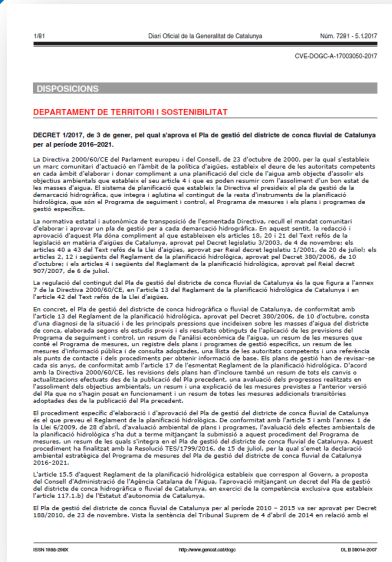 1/81 Diari Oficial de la Generalitat de Catalunya Núm. 7281 - 5.1.2017
CVE-DOGC-A-17003050-2017
DISPOSICIONS
DEPARTAMENT DE TERRITORI I SOSTENIBILITAT
DECRET 1/2017, de 3 de gener, pel qual s'aprova el Pla de gestió del districte de conca fluvial de Catalunya
per al període 2016-2021.
La Directiva 2000/60/CE del Parlament europeu i del Consell, de 23 d'octubre de 2000, per la qual s'estableix
un marc comunitari d'actuació en l'àmbit de la política d'aigües, estableix el deure de les autoritats competents
en cada àmbit d'elaborar i donar compliment a una planificació del cicle de l'aigua amb objecte d'assolir els
objectius ambientals que estableix el seu article 4 i que es poden resumir com l'assoliment d'un bon estat de
les masses d'aigua. El sistema de planificació que estableix la Directiva el presideix el pla de gestió de la
demarcació hidrogràfica, que integra i aglutina el contingut de la resta d'instruments de la planificació
hidrològica, que són el Programa de seguiment i control, el Programa de mesures i els plans i programes de
gestió específics.
La normativa estatal i autonòmica de transposició de l'esmentada Directiva, recull el mandat comunitari
d'elaborar i aprovar un pla de gestió per a cada demarcació hidrogràfica. En aquest sentit, la redacció i
aprovació d'aquest Pla dóna compliment al que estableixen els articles 18, 20 i 21 del Text refós de la
legislació en matèria d'aigües de Catalunya, aprovat pel Decret legislatiu 3/2003, de 4 de novembre; els
articles 40 a 43 del Text refós de la Llei d'aigües, aprovat per Reial decret legislatiu 1/2001, de 20 de juliol; els
articles 2, 12 i següents del Reglament de la planificació hidrològica, aprovat pel Decret 380/2006, de 10
d'octubre; i els articles 4 i següents del Reglament de la planificació hidrològica, aprovat pel Reial decret
907/2007, de 6 de juliol.
La regulació del contingut del Pla de gestió del districte de conca fluvial de Catalunya és la que figura a l'annex
7 de la Directiva 2000/60/CE, en l'article 13 del Reglament de la planificació hidrològica de Catalunya i en
l'article 42 del Text refós de la Llei d'aigües.
En concret, el Pla de gestió del districte de conca hidrogràfica o fluvial de Catalunya, de conformitat amb
l'article 13 del Reglament de la planificació hidrològica, aprovat pel Decret 380/2006, de 10 d'octubre, consta
d'una diagnosi de la situació i de les principals pressions que incideixen sobre les masses d'aigua del districte
de conca, elaborada segons els estudis previs i els resultats obtinguts de l'aplicació de les previsions del
Programa de seguiment i control, un resum de l'anàlisi econòmica de l'aigua, un resum de les mesures que
conté el Programa de mesures, un registre dels plans i programes de gestió específics, un resum de les
mesures d'informació pública i de consulta adoptades, una llista de les autoritats competents i una referència
als punts de contacte i dels procediments per obtenir informació de base. Els plans de gestió han de revisar-se
cada sis anys, de conformitat amb l'article 17 de l'esmentat Reglament de la planificació hidrològica. D'acord
amb la Directiva 2000/60/CE, les revisions dels plans han d'incloure també un resum de tots els canvis o
actualitzacions efectuats des de la publicació del Pla precedent, una avaluació dels progressos realitzats en
l'assoliment dels objectius ambientals, un resum i una explicació de les mesures previstes a l'anterior versió
del Pla que no s'hagin posat en funcionament i un resum de totes les mesures addicionals transitòries
adoptades des de la publicació del Pla precedent.
El procediment específic d'elaboració i d'aprovació del Pla de gestió del districte de conca fluvial de Catalunya
és el que preveu el Reglament de la planificació hidrològica. De conformitat amb l'article 5 i amb l'annex 1 de
la Llei 6/2009, de 28 d'abril, d'avaluació ambiental de plans i programes, l'avaluació dels efectes ambientals de
la planificació hidrològica s'ha dut a terme mitjançant la submissió a aquest procediment del Programa de
mesures, un resum de les quals s'integra en el Pla de gestió del districte de conca fluvial de Catalunya. Aquest
procediment ha finalitzat amb la Resolució TES/1799/2016, de 15 de juliol, per la qual s'emet la declaració
ambiental estratègica del Programa de mesures del Pla de gestió del districte de conca fluvial de Catalunya
2016-2021.
L'article 15.5 d'aquest Reglament de la planificació hidrològica estableix que correspon al Govern, a proposta
del Consell d'Administració de l'Agència Catalana de l'Aigua, l'aprovació mitjançant un decret del Pla de gestió
del districte de conca hidrogràfica o fluvial de Catalunya, en exercici de la competència exclusiva que estableix
l'article 117.1.b) de l'Estatut d'autonomia de Catalunya.
El Pla de gestió del districte de conca fluvial de Catalunya per al període 2010 - 2015 va ser aprovat per Decret
188/2010, de 23 de novembre. Vista la sentència del Tribunal Suprem de 4 d'abril de 2014 en relació amb el
ISSN 1988-298X http://www.gencat.cat/dogc DL B 38014-2007